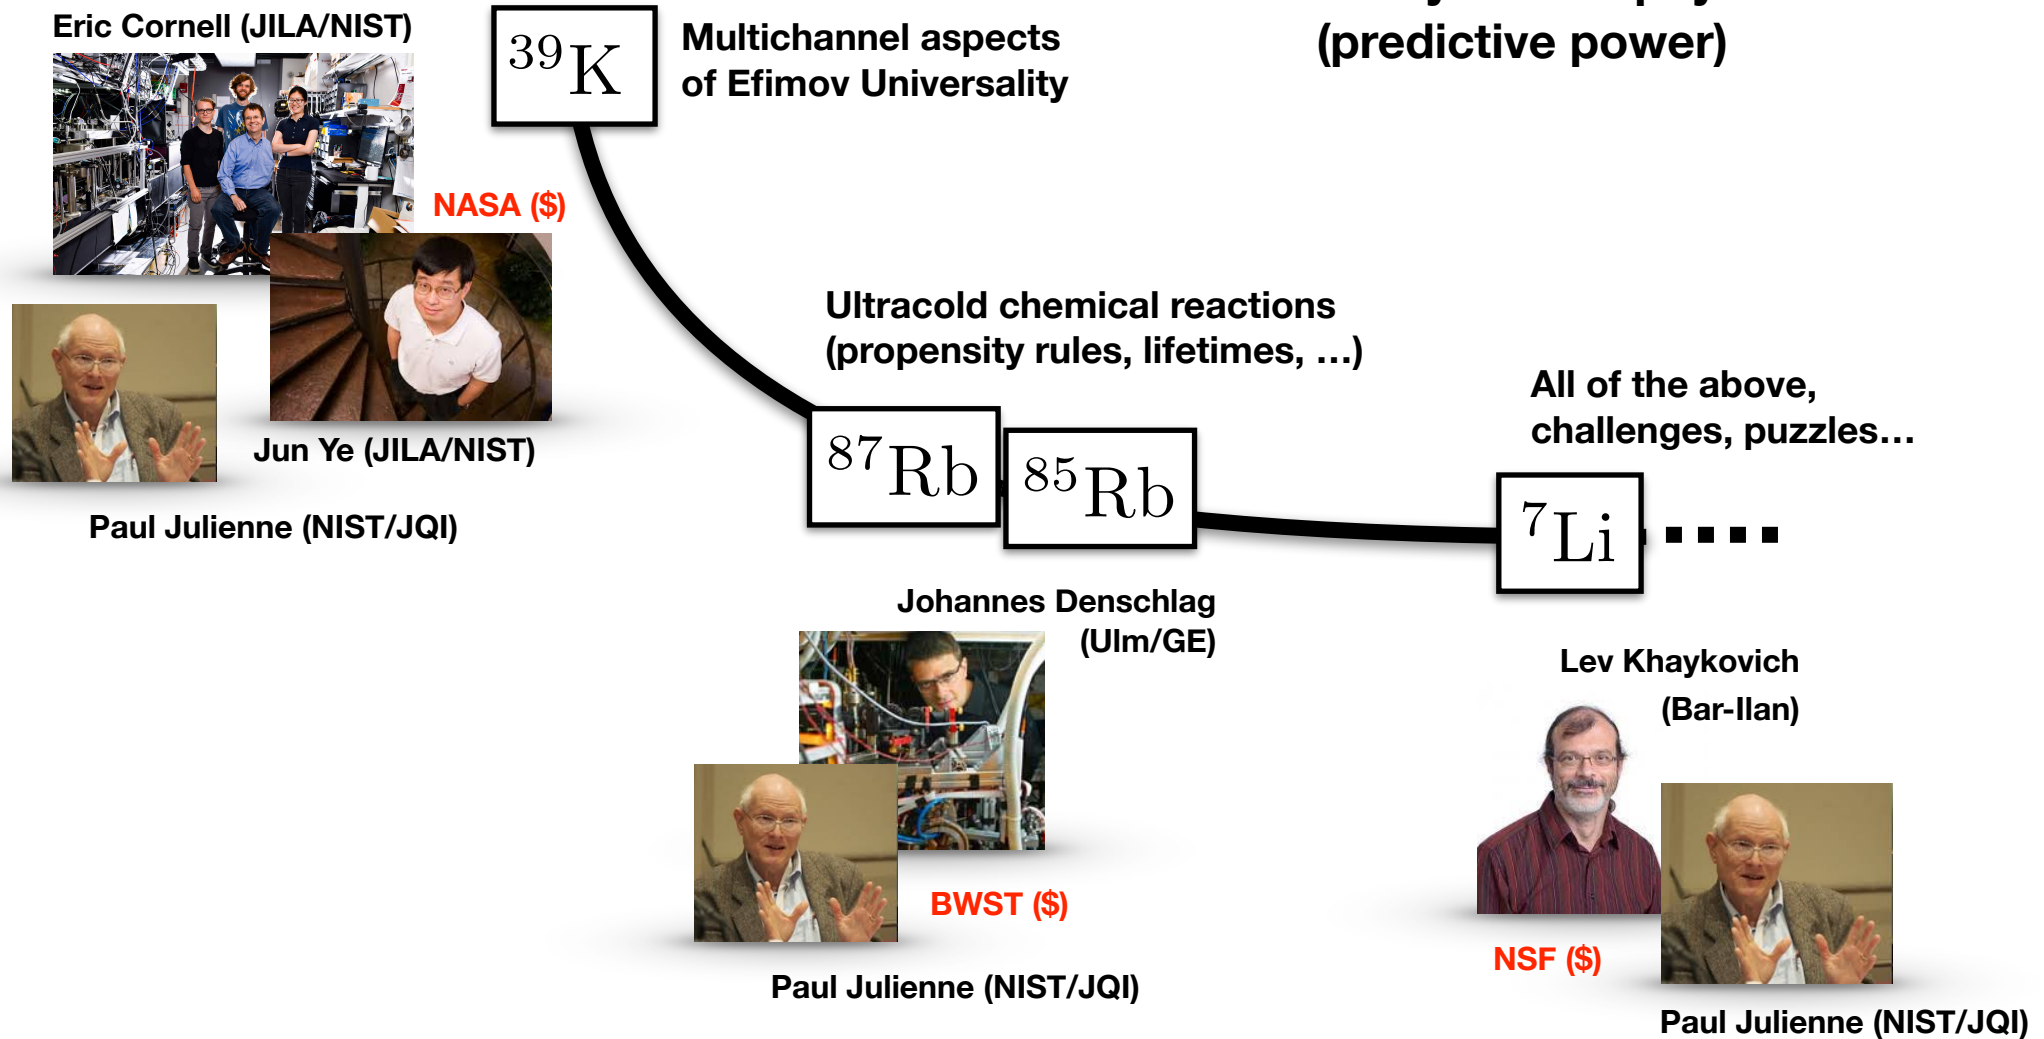 (predictive power)
Eric Cornell (JILA/NIST)
39K
Multichannel aspects
of Efimov Universality
NASA ($)
Jun Ye (JILA/NIST)
Paul Julienne (NIST/JQI)
Ultracold chemical reactions
(propensity rules, lifetimes, …)
87Rb
85Rb
All of the above,
challenges, puzzles…
7Li
Johannes Denschlag
(Ulm/GE)
BWST ($)
Paul Julienne (NIST/JQI)
Lev Khaykovich
(Bar-Ilan)
NSF ($)
Paul Julienne (NIST/JQI)